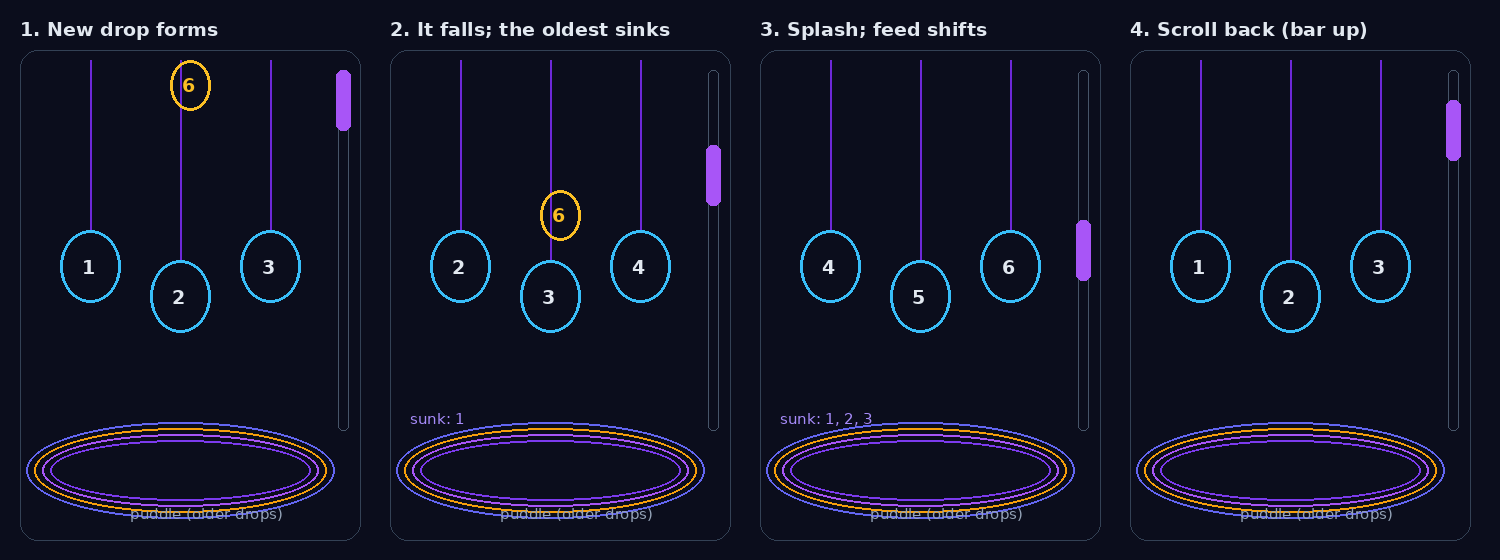 1. New drop forms
6
1
2
3
puddle (older drops)
2. It falls; the oldest sinks
6
2
3
4
sunk: 1
puddle (older drops)
3. Splash; feed shifts
4
5
6
sunk: 1, 2, 3
puddle (older drops)
4. Scroll back (bar up)
1
2
3
puddle (older drops)